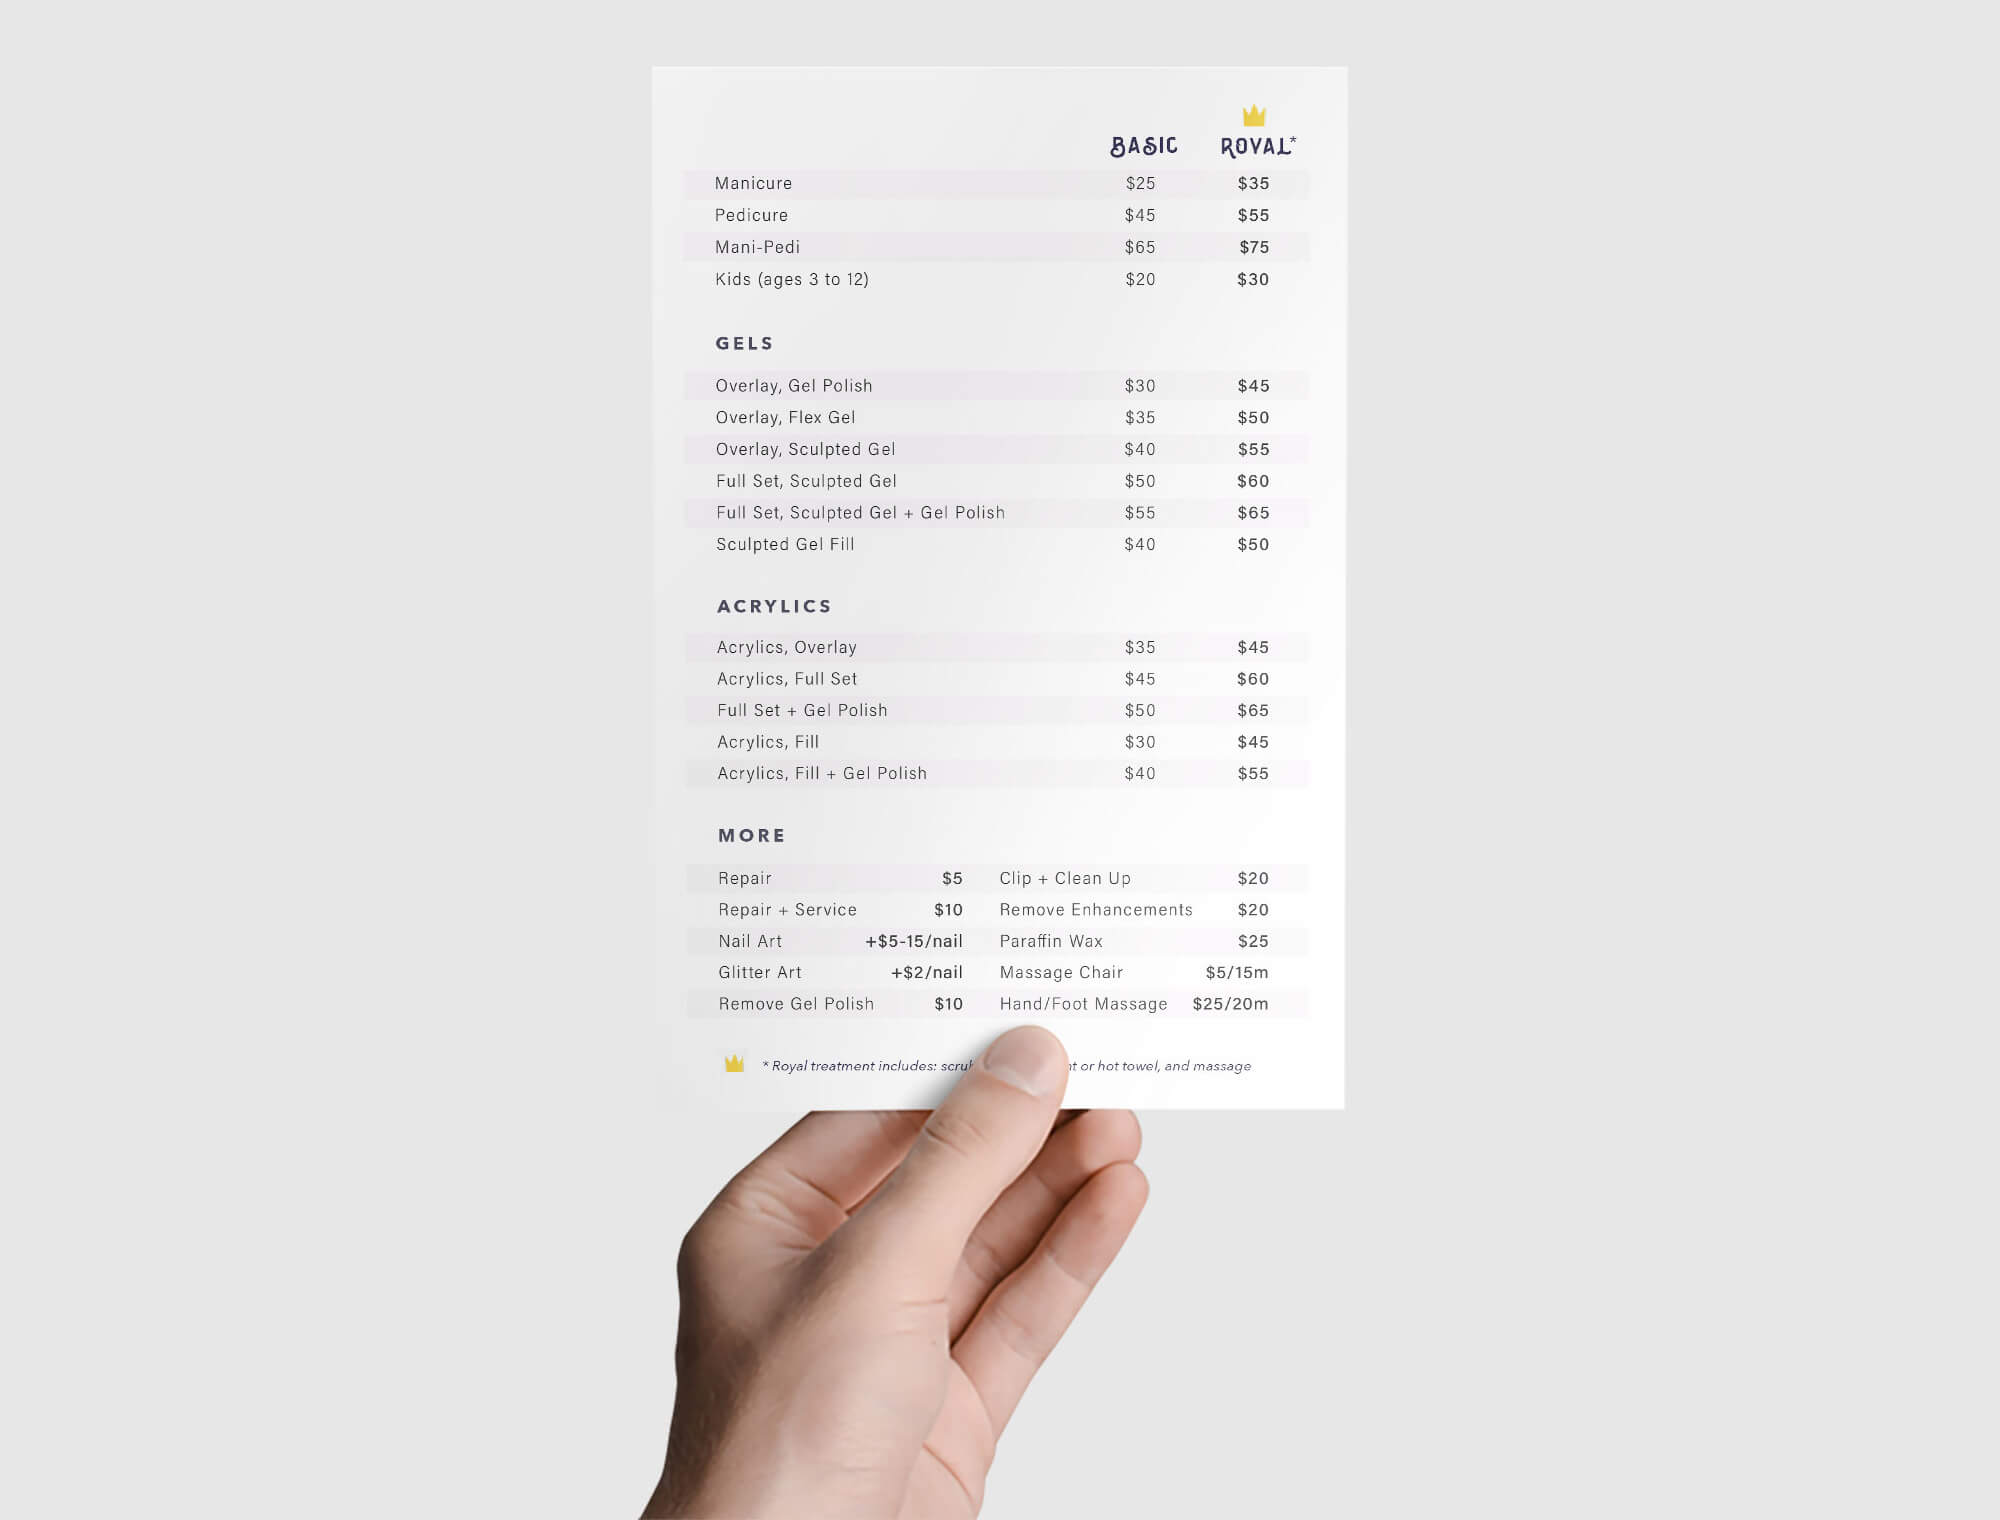 BASIC ROYAL*
Manicure $25 $35
Pedicure $45 $55
Mani-Pedi $65 $75
Kids (ages 3 to 12) $20 $30
GELS
Overlay, Gel Polish $30 $45
Overlay, Flex Gel $35 $50
Overlay, Sculpted Gel $40 $55
Full Set, Sculpted Gel $50 $60
Full Set, Sculpted Gel + Gel Polish $55 $65
Sculpted Gel Fill $40 $50
ACRYLICS
Acrylics, Overlay $35 $45
Acrylics, Full Set $45 $60
Full Set + Gel Polish $50 $65
Acrylics, Fill $30 $45
Acrylics, Fill + Gel Polish $40 $55
MORE
Repair $5 Clip + Clean Up $20
Repair + Service $10 Remove Enhancements $20
Nail Art +$5-15/nail Paraffin Wax $25
Glitter Art +$2/nail Massage Chair $5/15m
Remove Gel Polish $10 Hand/Foot Massage $25/20m
* Royal treatment includes: or hot towel, and massage